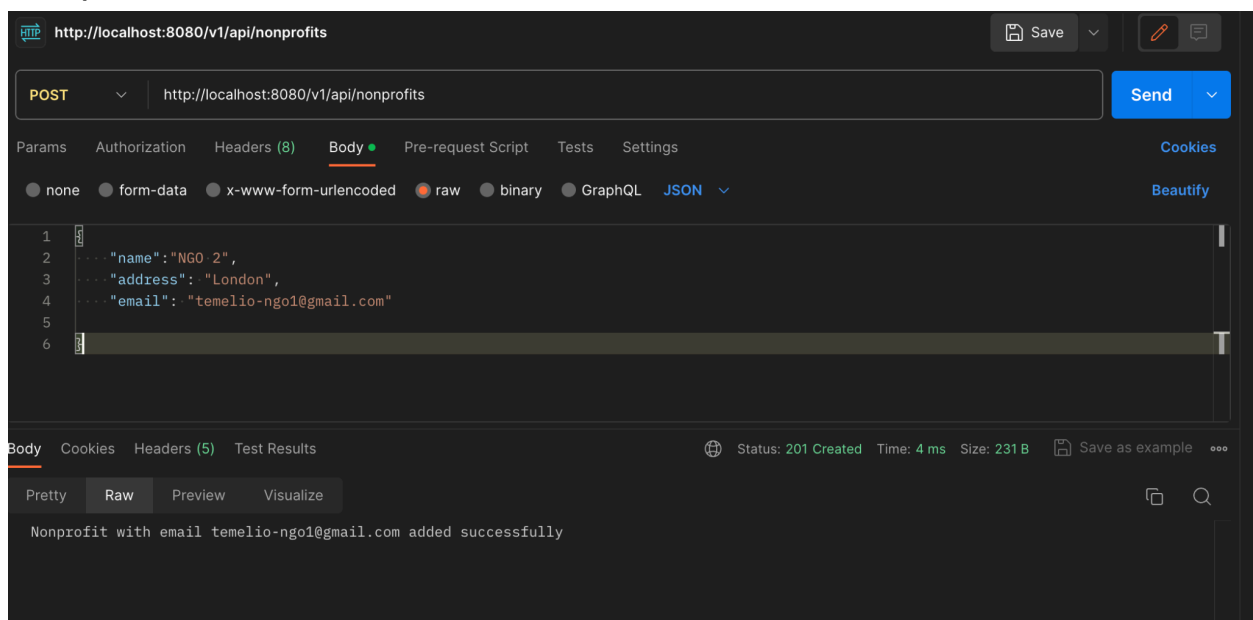 HTTP http://localhost:8080/v1/api/nonprofits Save
POST http://localhost:8080/v1/api/nonprofits Send
Params Authorization Headers (8) Body Pre-request Script Tests Settings Cookies
none form-data x-www-form-urlencoded raw binary GraphQL JSON Beautify
1 {
2 "name":"NGO 2",
3 "address": "London",
4 "email": "temelio-ngo1@gmail.com"
5
6 }
Body Cookies Headers (5) Test Results Status: 201 Created Time: 4 ms Size: 231 B Save as example
Pretty Raw Preview Visualize
Nonprofit with email temelio-ngo1@gmail.com added successfully